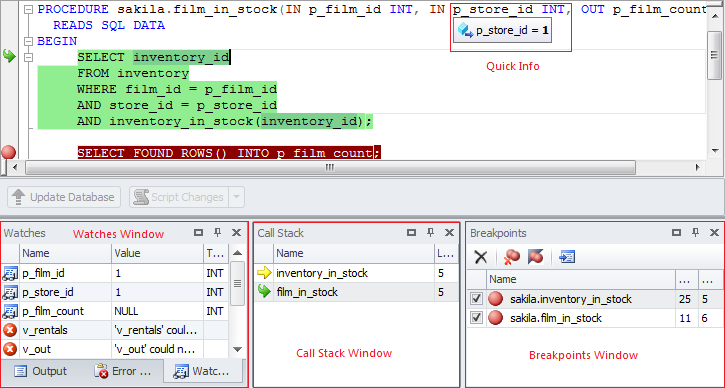 PROCEDURE sakila.film_in_stock(IN p_film_id INT, IN p_store_id INT, OUT p_film_count
READS SQL DATA
p_store_id = 1
BEGIN
SELECT inventory_id
Quick Info
FROM inventory
WHERE film_id = p_film_id
AND store_id = p_store_id
AND inventory_in_stock(inventory_id);
SELECT FOUND_ROWS() INTO p_film_count;
Update Database Script Changes
Watches Watches Window
Name Value T...
p_film_id 1 INT
p_store_id 1 INT
p_film_count NULL INT
v_rentals 'v_rentals' coul...
v_out 'v_out' could n...
Output Error ... Watc...
Call Stack
Name L...
inventory_in_stock 5
film_in_stock 5
Call Stack Window
Breakpoints
Name ... ...
sakila.inventory_in_stock 25 5
sakila.film_in_stock 11 6
Breakpoints Window